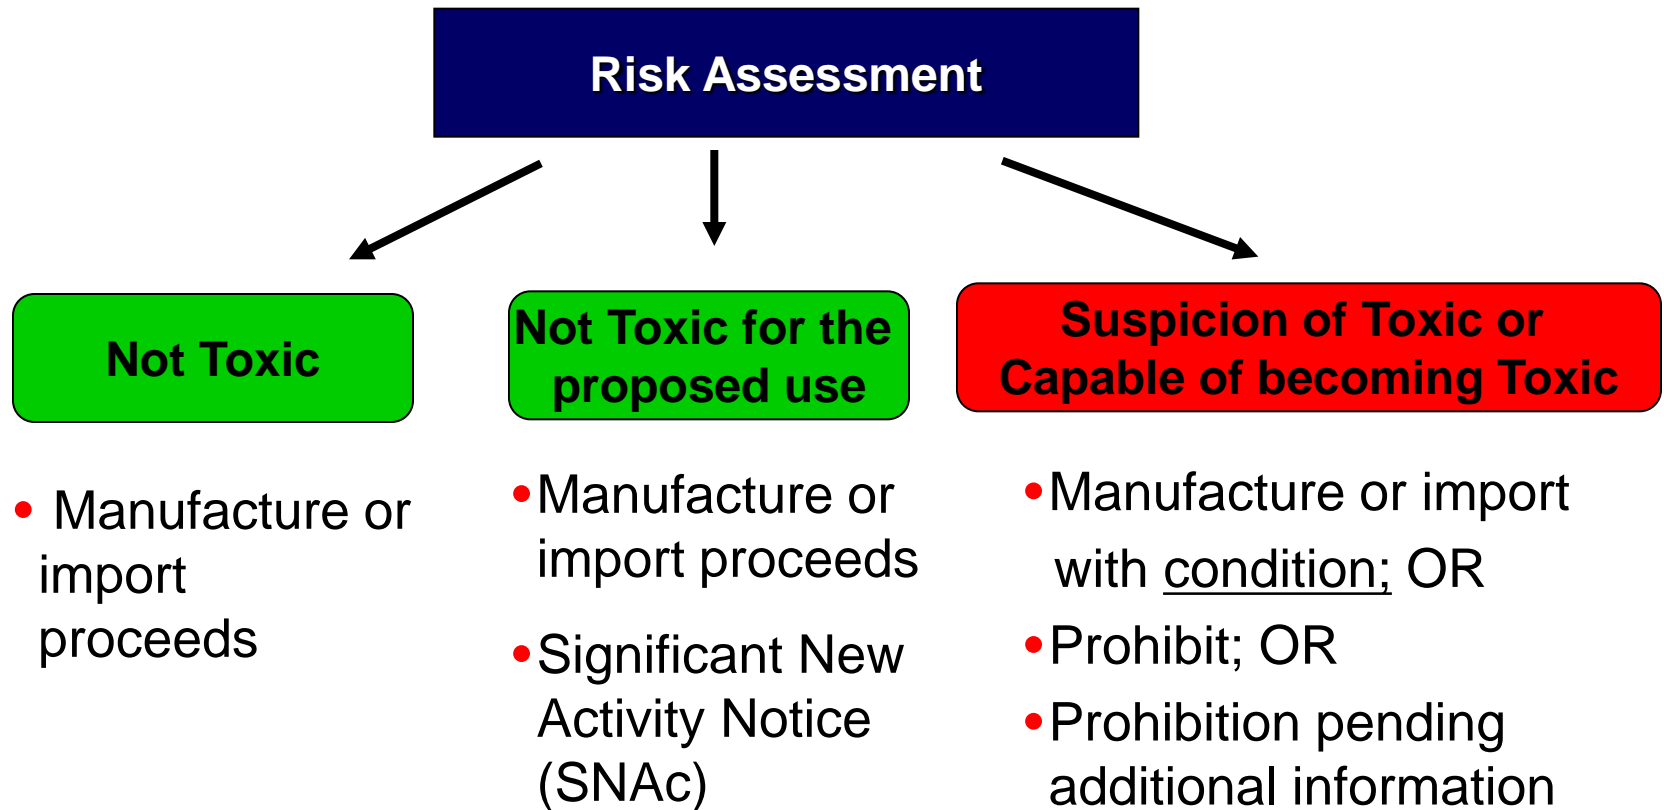 Risk Assessment
Not Toxic
• Manufacture or
import
proceeds
Not Toxic for the
proposed use
•Manufacture or
import proceeds
•Significant New
Activity Notice
(SNAc)
Suspicion of Toxic or
Capable of becoming Toxic
•Manufacture or import
with condition; OR
•Prohibit; OR
•Prohibition pending
additional information